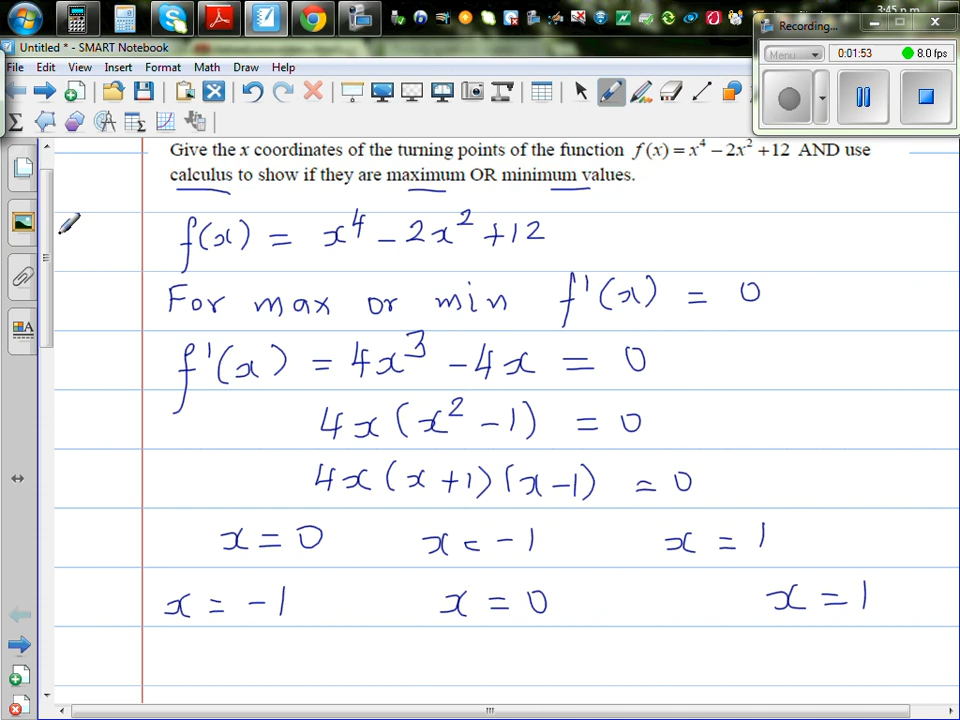 3:45 p.m.
Recording...
Untitled * - SMART Notebook
Menu
0:01:53
8.0 fps
File Edit View Insert Format Math Draw Help
Give the x coordinates of the turning points of the function f(x) = x⁴ − 2x² + 12 AND use
calculus to show if they are maximum OR minimum values.
f(x) = x⁴ − 2x² + 12
For max or min f'(x) = 0
f'(x) = 4x³ − 4x = 0
4x(x² − 1) = 0
4x(x + 1)(x − 1) = 0
x = 0 x = −1 x = 1
x = −1 x = 0 x = 1